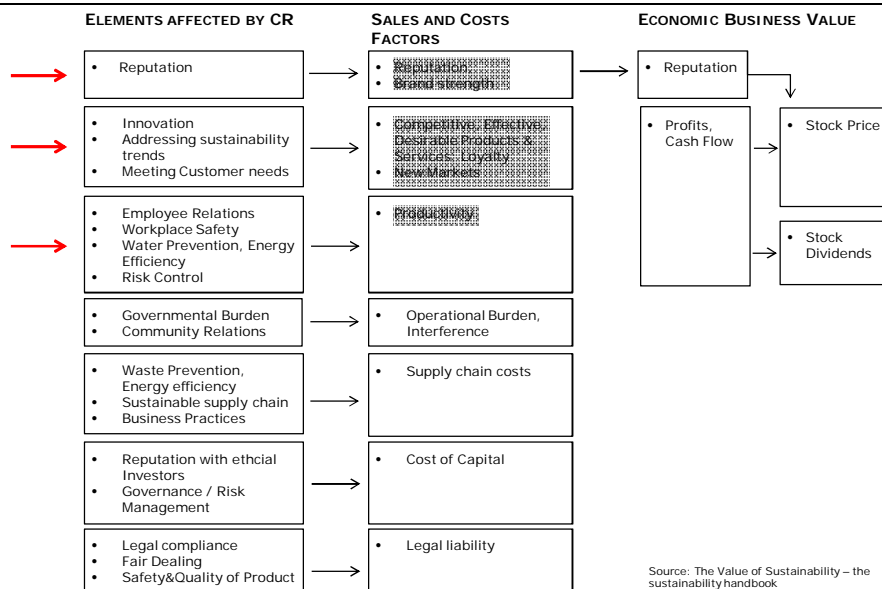 ELEMENTS AFFECTED BY CR
SALES AND COSTS
FACTORS
ECONOMIC BUSINESS VALUE
• Reputation
• Reputation,
• Brand strength
• Reputation
• Innovation
• Addressing sustainability
trends
• Meeting Customer needs
• Competitive, Effective,
Desirable Products &
Services; Loyalty
• New Markets
• Profits,
Cash Flow
• Stock Price
• Employee Relations
• Workplace Safety
• Water Prevention, Energy
Efficiency
• Risk Control
• Productivity
• Stock
Dividends
• Governmental Burden
• Community Relations
• Operational Burden,
Interference
• Waste Prevention,
Energy efficiency
• Sustainable supply chain
• Business Practices
• Supply chain costs
• Reputation with ethcial
Investors
• Governance / Risk
Management
• Cost of Capital
• Legal compliance
• Fair Dealing
• Safety&Quality of Product
• Legal liability
Source: The Value of Sustainability – the
sustainability handbook